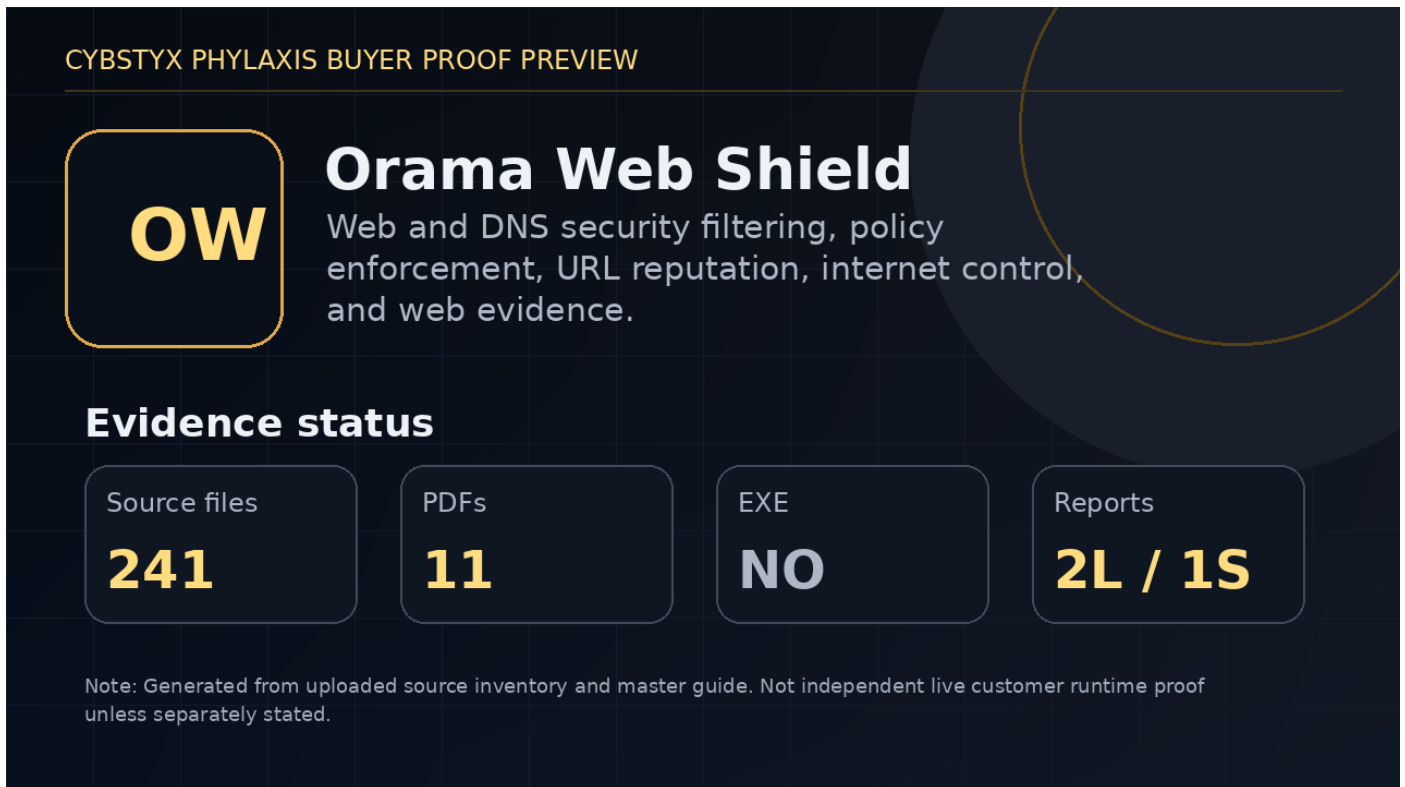 CYBSTYX PHYLAXIS BUYER PROOF PREVIEW
OW
Orama Web Shield
Web and DNS security filtering, policy
enforcement, URL reputation, internet control,
and web evidence.
Evidence status
Source files
241
PDFs
11
EXE
NO
Reports
2L / 1S
Note: Generated from uploaded source inventory and master guide. Not independent live customer runtime proof
unless separately stated.